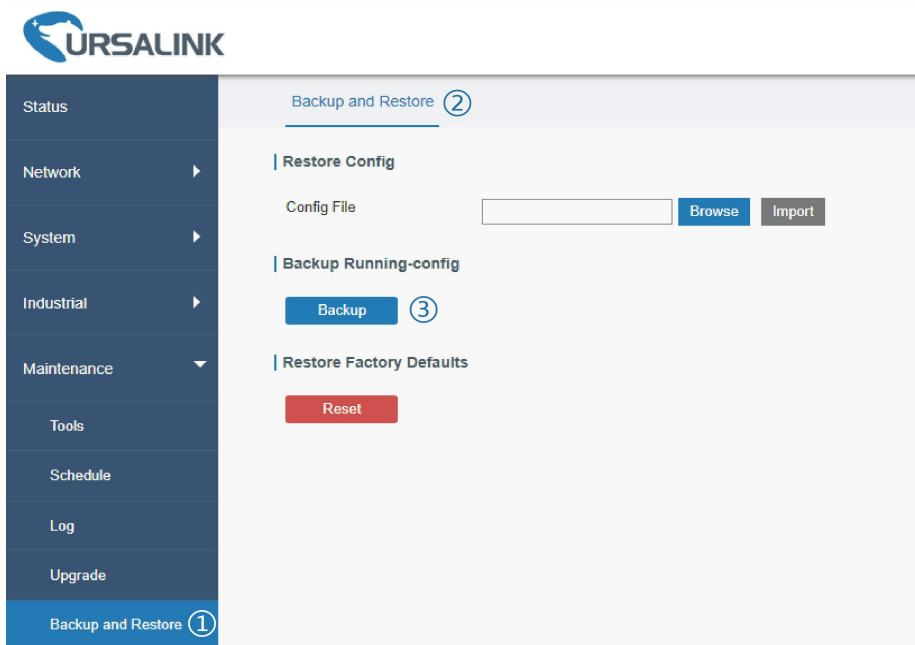 URSALINK
Status
Network
System
Industrial
Maintenance
Tools
Schedule
Log
Upgrade
Backup and Restore ①
Backup and Restore ②
Restore Config
Config File Browse Import
Backup Running-config
Backup ③
Restore Factory Defaults
Reset